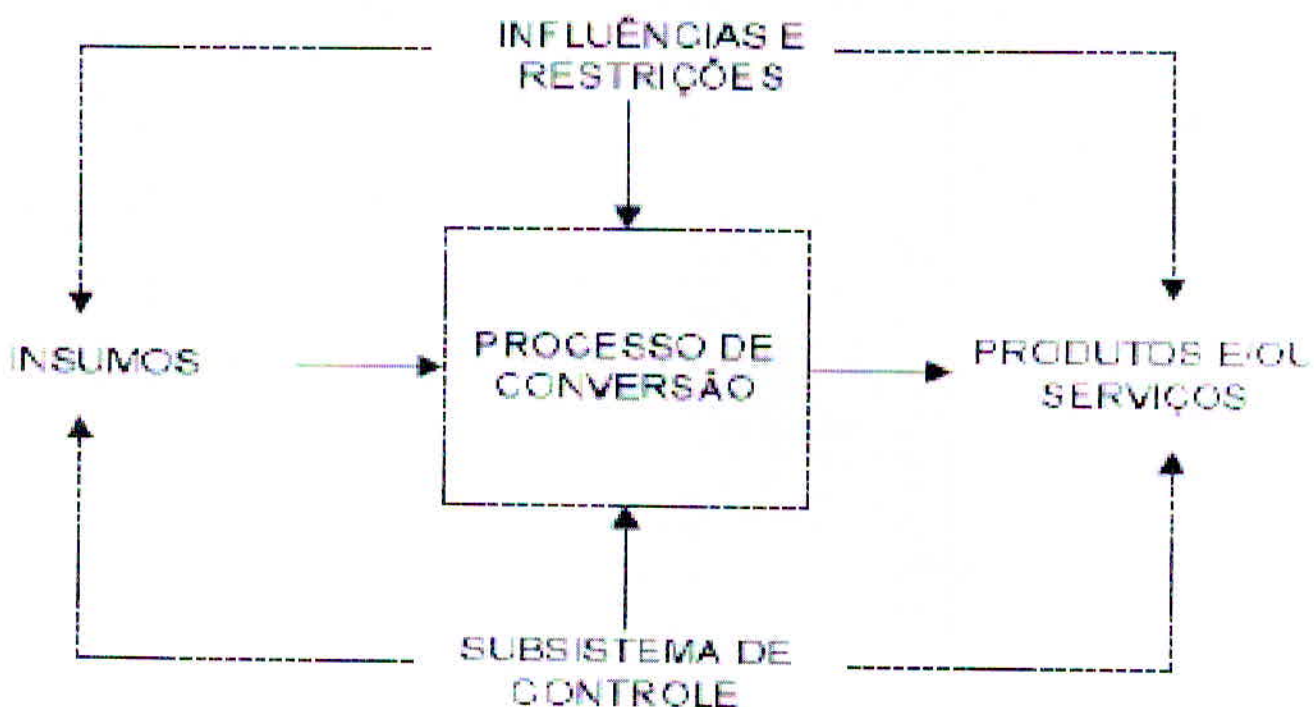 INFLUÊNCIAS E
RESTRIÇÕES
INSUMOS
PROCESSO DE
CONVERSÃO
PRODUTOS E/OU
SERVIÇOS
SUBSISTEMA DE
CONTROLE